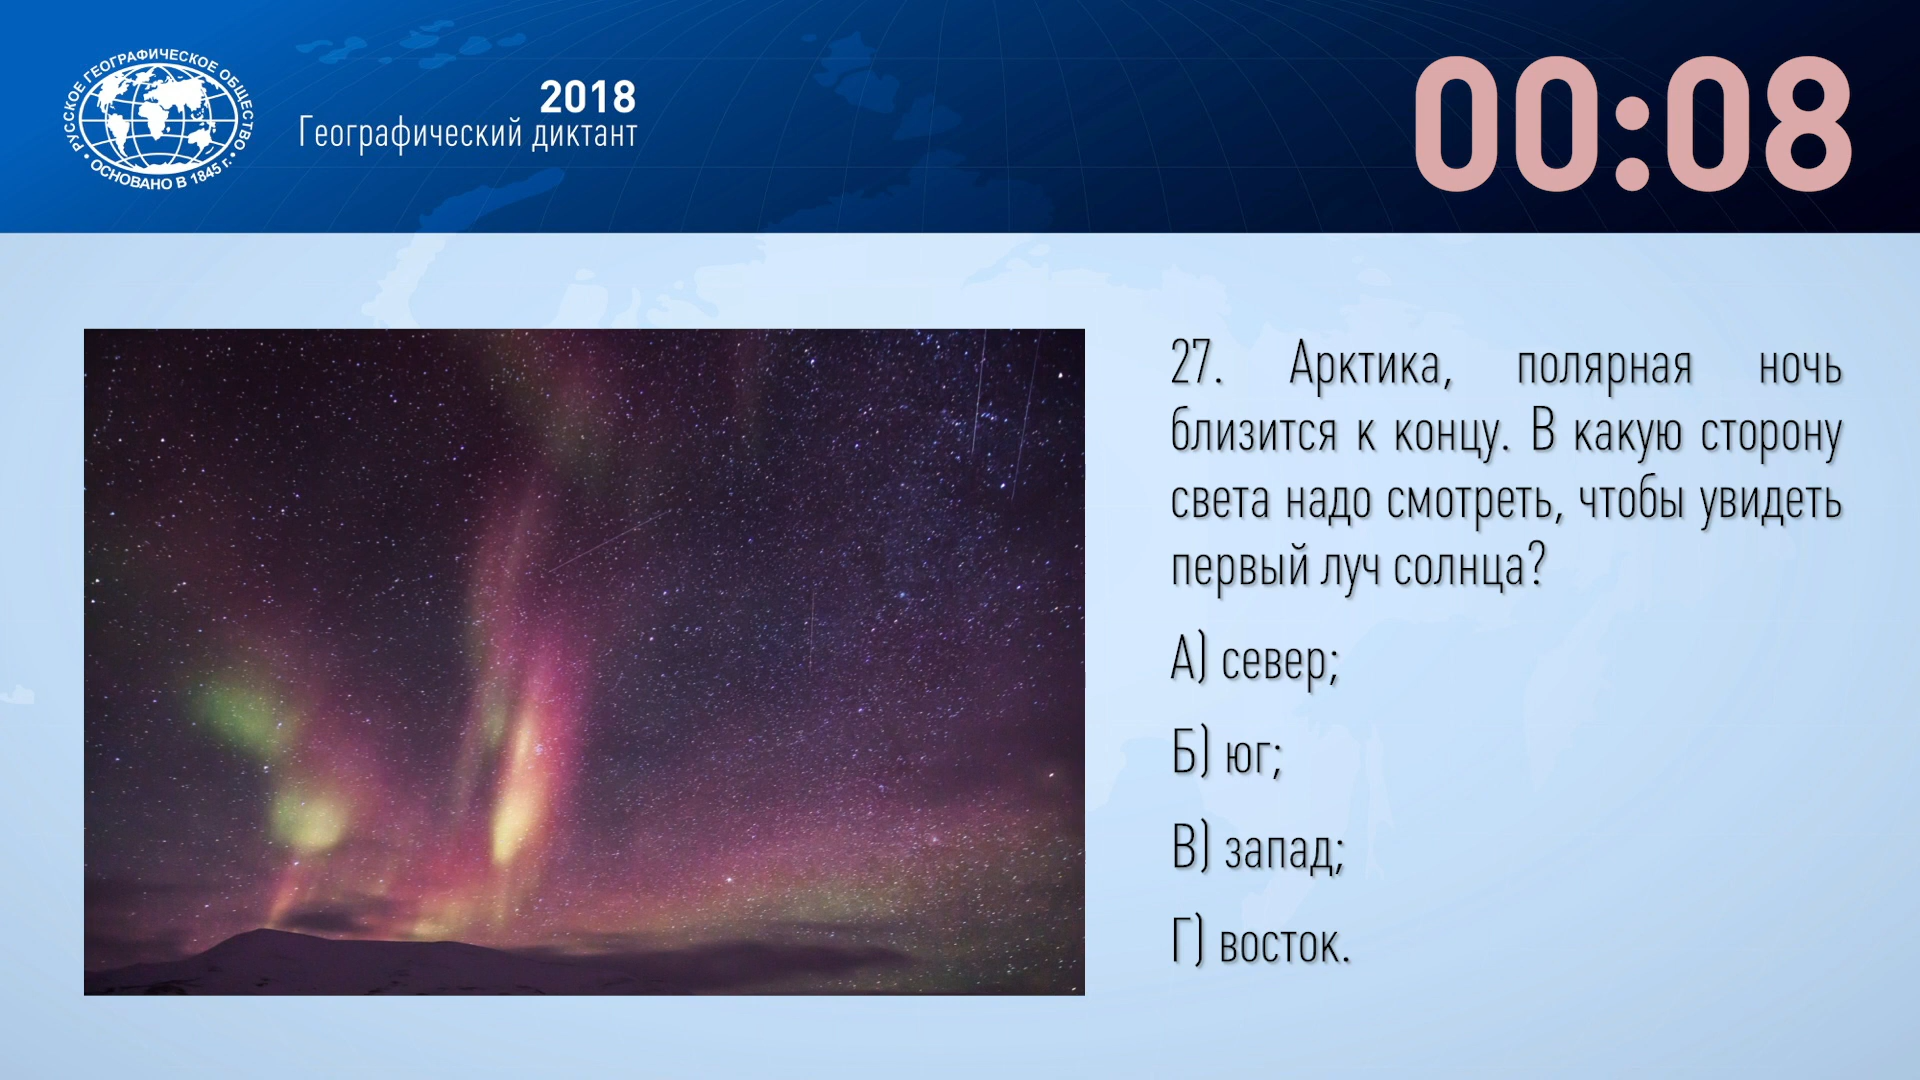 РУССКОЕ ГЕОГРАФИЧЕСКОЕ ОБЩЕСТВО
• ОСНОВАНО В 1845 г. •
2018
Географический диктант
00:08
27. Арктика, полярная ночь
близится к концу. В какую сторону
света надо смотреть, чтобы увидеть
первый луч солнца?
А) север;
Б) юг;
В) запад;
Г) восток.